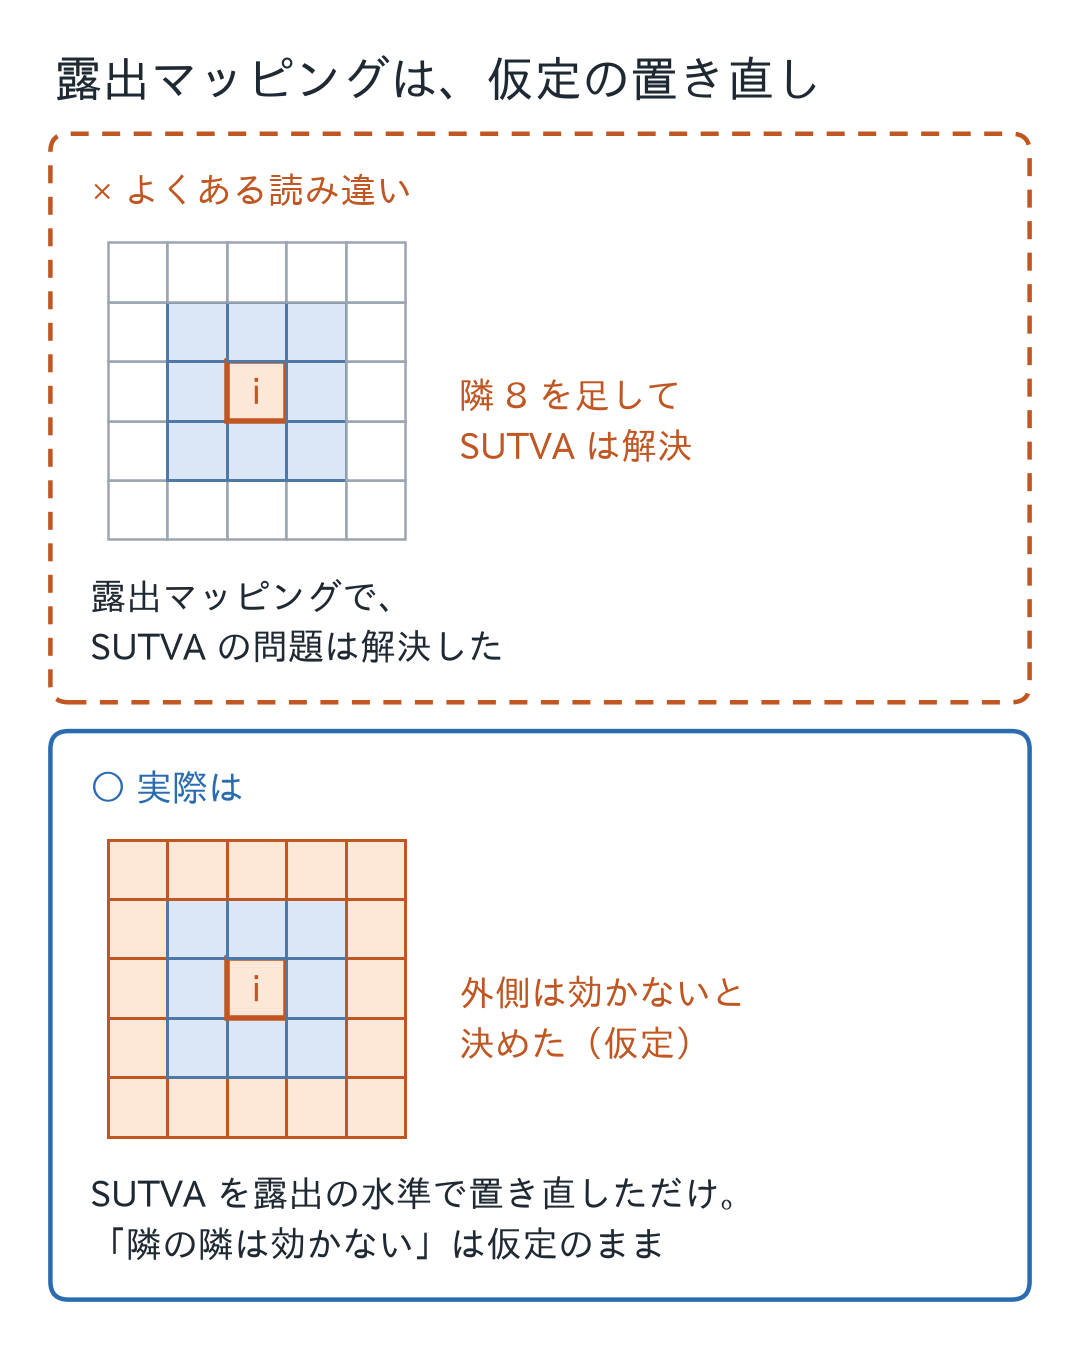 露出マッピングは、仮定の置き直し
× よくある読み違い
i
隣 8 を足して
SUTVA は解決
露出マッピングで、
SUTVA の問題は解決した
○ 実際は
i
外側は効かないと
決めた（仮定）
SUTVA を露出の水準で置き直しただけ。
「隣の隣は効かない」は仮定のまま